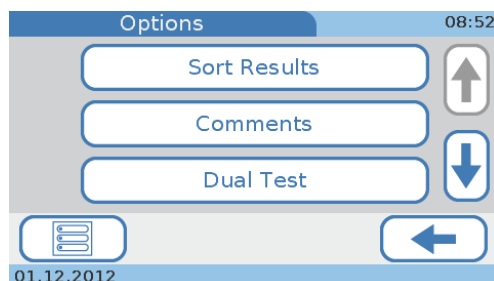 Options 08:52
Sort Results
Comments
Dual Test
01.12.2012